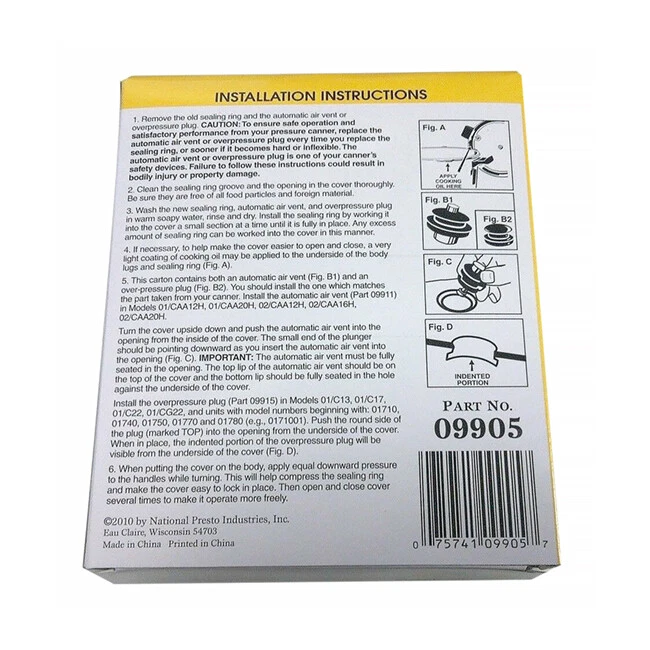 INSTALLATION INSTRUCTIONS
1. Remove the old sealing ring and the automatic air vent or
overpressure plug. CAUTION: To ensure safe operation and
satisfactory performance from your pressure canner, replace the
automatic air vent or overpressure plug every time you replace the
sealing ring, or sooner if it becomes hard or inflexible. The
automatic air vent or overpressure plug is one of your canner's
safety devices. Failure to follow these instructions could result in
bodily injury or property damage.
2. Clean the sealing ring groove and the opening in the cover thoroughly.
Be sure they are free of all food particles and foreign material.
3. Wash the new sealing ring, automatic air vent, and overpressure plug
in warm soapy water, rinse and dry. Install the sealing ring by working it
into the cover a small section at a time until it is fully in place. Any excess
amount of sealing ring can be worked into the cover in this manner.
4. If necessary, to help make the cover easier to open and close, a very
light coating of cooking oil may be applied to the underside of the body
lugs and sealing ring (Fig. A).
5. This carton contains both an automatic air vent (Fig. B1) and an
over-pressure plug (Fig. B2). You should install the one which matches
the part taken from your canner. Install the automatic air vent (Part 09911)
in Models 01/CAA12H, 01/CAA20H, 02/CAA12H, 02/CAA16H,
02/CAA20H.
Turn the cover upside down and push the automatic air vent into the
opening from the inside of the cover. The small end of the plunger
should be pointing downward as you insert the automatic air vent into
the opening (Fig. C). IMPORTANT: The automatic air vent must be fully
seated in the opening. The top lip of the automatic air vent should be on
the top of the cover and the bottom lip should be fully seated in the hole
against the underside of the cover.
Install the overpressure plug (Part 09915) in Models 01/C13, 01/C17,
01/C22, 01/CG22, and units with model numbers beginning with: 01710,
01740, 01750, 01770 and 01780 (e.g., 0171001). Push the round side of
the plug (marked TOP) into the opening from the underside of the cover.
When in place, the indented portion of the overpressure plug will be
visible from the underside of the cover (Fig. D).
6. When putting the cover on the body, apply equal downward pressure
to the handles while turning. This will help compress the sealing ring
and make the cover easy to lock in place. Then open and close cover
several times to make it operate more freely.
©2010 by National Presto Industries, Inc.
Eau Claire, Wisconsin 54703
Made in China Printed in China
Fig. A
APPLY
COOKING
OIL HERE
Fig. B1
Fig. B2
Fig. C
Fig. D
INDENTED
PORTION
PART NO.
09905
0 75741 09905 7